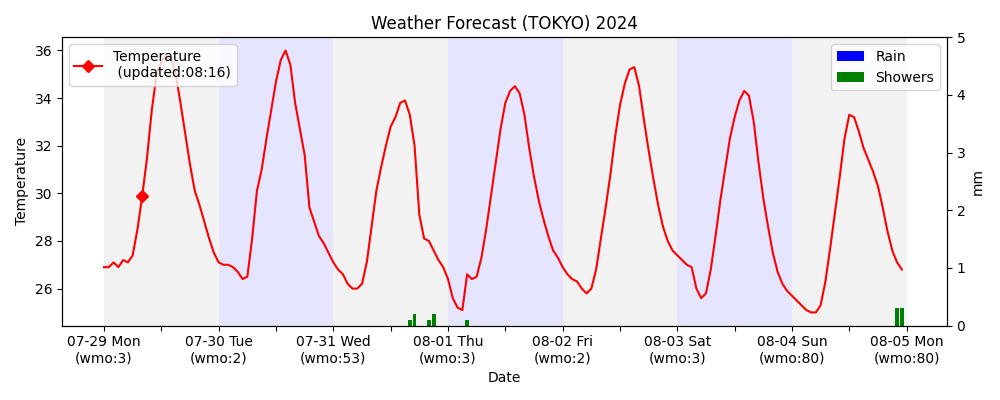 Weather Forecast (TOKYO) 2024
Temperature
(updated:08:16)
Rain
Showers
36
34
32
30
28
26
Temperature
5
4
3
2
1
0
mm
07-29 Mon
(wmo:3)
07-30 Tue
(wmo:2)
07-31 Wed
(wmo:53)
08-01 Thu
(wmo:3)
08-02 Fri
(wmo:2)
08-03 Sat
(wmo:3)
08-04 Sun
(wmo:80)
08-05 Mon
(wmo:80)
Date